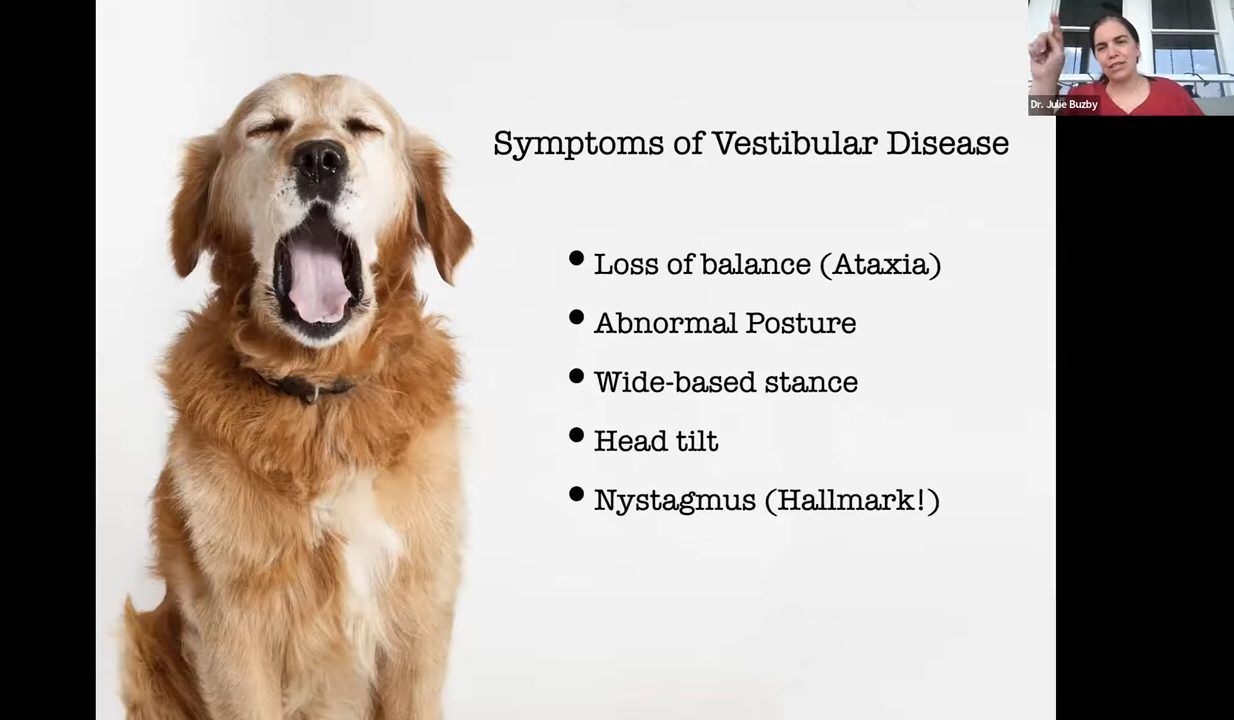 Dr. Julie Buzby
Symptoms of Vestibular Disease
• Loss of balance (Ataxia)
• Abnormal Posture
• Wide-based stance
• Head tilt
• Nystagmus (Hallmark!)